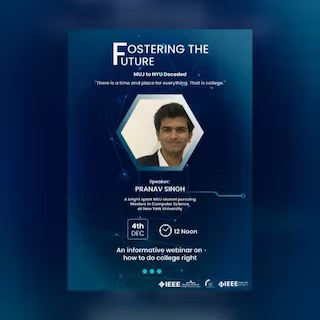 FOSTERING THE
FUTURE
MUJ to NYU Decoded
"There is a time and place for everything. That is college."
Speaker:
PRANAV SINGH
A bright spark MUJ alumni pursuing
Masters in Computer Science
at New York University
4th
DEC
12 Noon
An informative webinar on
how to do college right
IEEE
IEEE